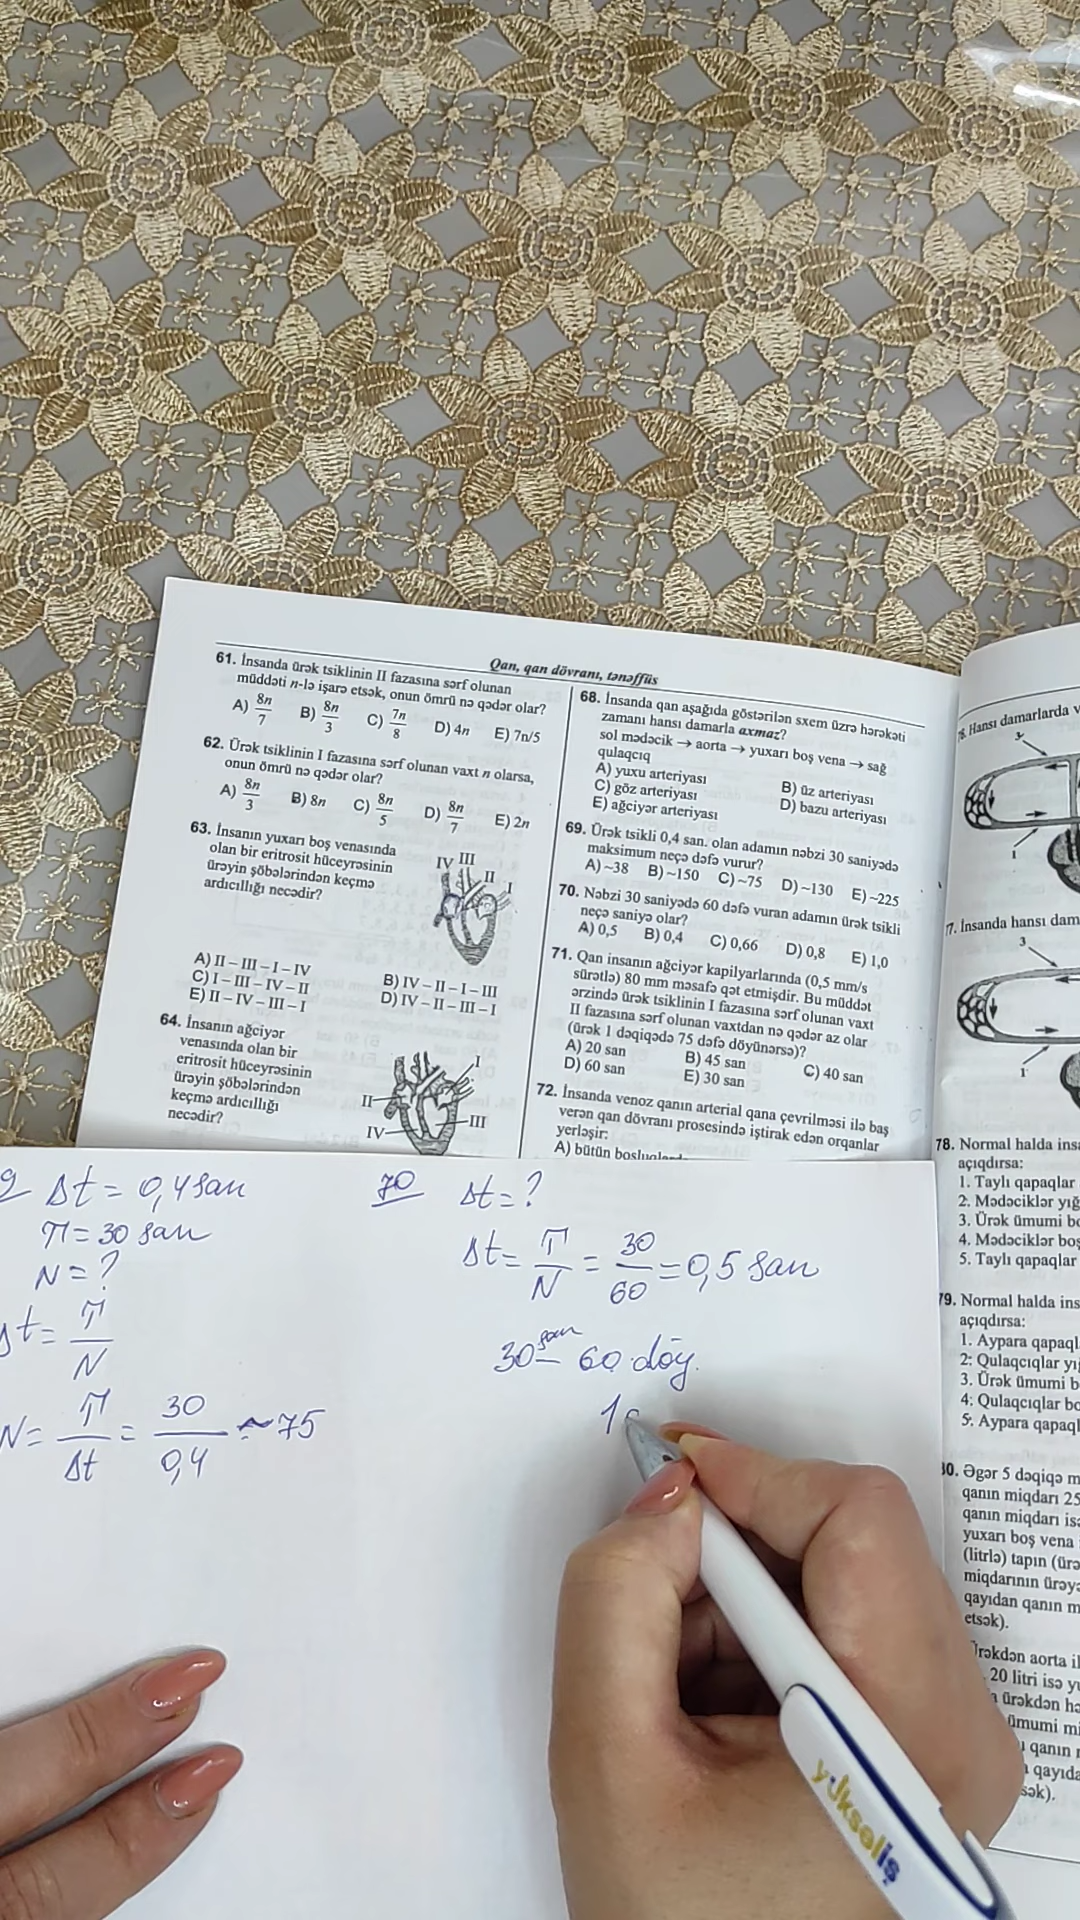 Qan, qan dövranı, tənəffüs
61. İnsanda ürək tsiklinin II fazasına sərf olunan
müddəti n-lə işarə etsək, onun ömrü nə qədər olar?
A) 8n/7 B) 8n/3 C) 7n/8 D) 4n E) 7n/5
62. Ürək tsiklinin I fazasına sərf olunan vaxt n olarsa,
onun ömrü nə qədər olar?
A) 8n/3 B) 8n C) 8n/5 D) 8n/7 E) 2n
63. İnsanın yuxarı boş venasında
olan bir eritrosit hüceyrəsinin
ürəyin şöbələrindən keçmə
ardıcıllığı necədir?
IV III
II
I
A) II – III – I – IV
B) IV – II – I – III
C) I – III – IV – II
D) IV – II – III – I
E) II – IV – III – I
64. İnsanın ağciyər
venasında olan bir
eritrosit hüceyrəsinin
ürəyin şöbələrindən
keçmə ardıcıllığı
necədir?
I
II
III
IV
68. İnsanda qan aşağıda göstərilən sxem üzrə hərəkəti
zamanı hansı damarla axmaz?
sol mədəcik → aorta → yuxarı boş vena → sağ
qulaqcıq
A) yuxu arteriyası B) üz arteriyası
C) göz arteriyası D) bazu arteriyası
E) ağciyər arteriyası
69. Ürək tsikli 0,4 san. olan adamın nəbzi 30 saniyədə
maksimum neçə dəfə vurur?
A) ~38 B) ~150 C) ~75 D) ~130 E) ~225
70. Nəbzi 30 saniyədə 60 dəfə vuran adamın ürək tsikli
neçə saniyə olar?
A) 0,5 B) 0,4 C) 0,66 D) 0,8 E) 1,0
71. Qan insanın ağciyər kapilyarlarında (0,5 mm/s
sürətlə) 80 mm məsafə qət etmişdir. Bu müddət
ərzində ürək tsiklinin I fazasına sərf olunan vaxt
II fazasına sərf olunan vaxtdan nə qədər az olar
(ürək 1 dəqiqədə 75 dəfə döyünərsə)?
A) 20 san B) 45 san C) 40 san
D) 60 san E) 30 san
72. İnsanda venoz qanın arterial qana çevrilməsi ilə baş
verən qan dövranı prosesində iştirak edən orqanlar
yerləşir:
A) bütün
Hansı damarlarda
3
1
7. İnsanda hansı dam
3
1
78. Normal halda
açıqdırsa:
1. Taylı qapaqlar
2. Mədəciklər
3. Ürək ümumi
4. Mədəciklər
5. Taylı qapaqlar
79. Normal halda
açıqdırsa:
1. Aypara
2: Qulaqcıqlar
3. Ürək ümumi
4: Qulaqcıqlar
5. Aypara
80. Əgər 5 dəqiqə
qanın miqdarı 25
qanın miqdarı
yuxarı boş vena
(litrlə) tapın
miqdarının
qayıdan qanın
etsək).
aorta
20 litri isə
ürəkdən
qanın
9 Δt = 0,4 san
T = 30 san
N = ?
Δt = T/N
N = T/Δt = 30/0,4 = ~75
70 Δt = ?
Δt = T/N = 30/60 = 0,5 san
30 san – 60 döy.
1
yüksəliş